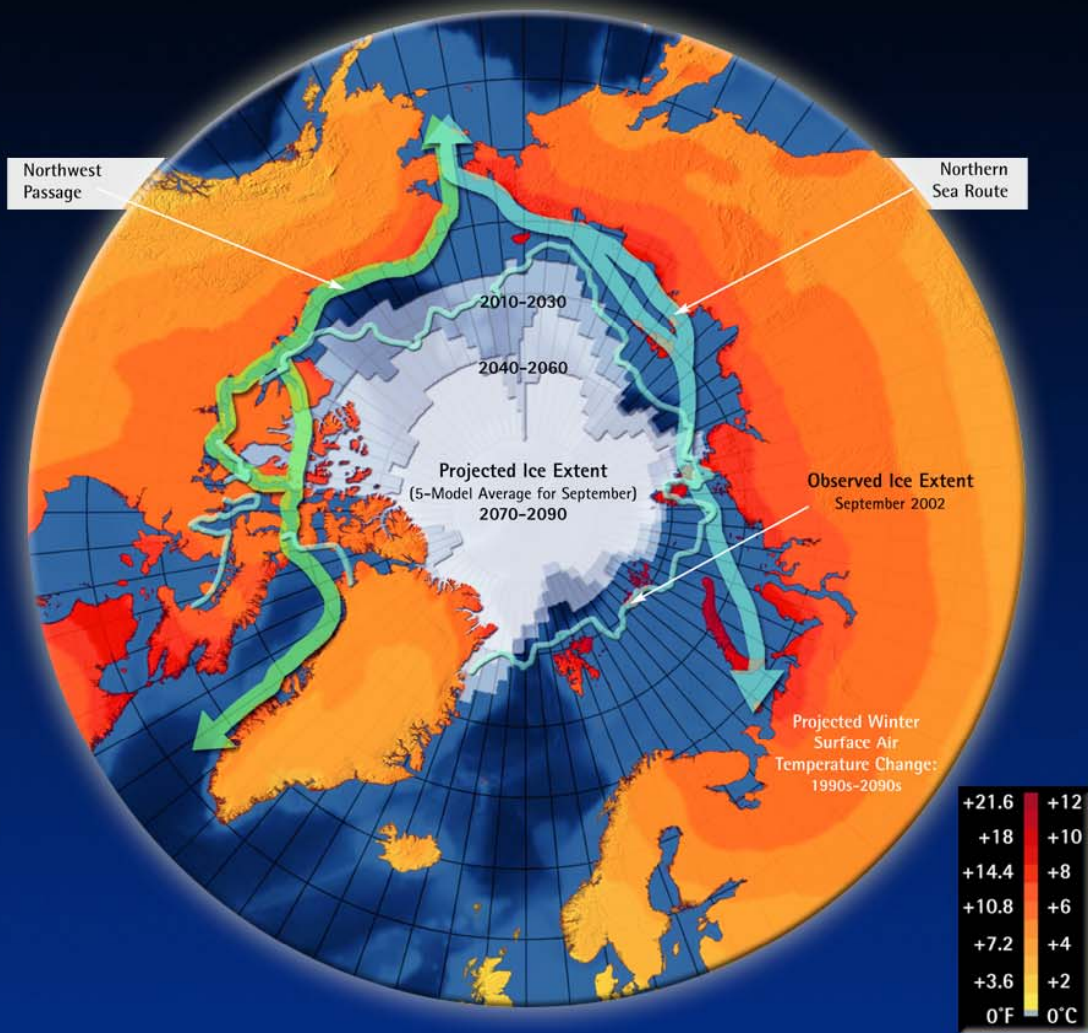 Northwest
Passage
Northern
Sea Route
2010-2030
2040-2060
Projected Ice Extent
(5-Model Average for September)
2070-2090
Observed Ice Extent
September 2002
Projected Winter
Surface Air
Temperature Change:
1990s-2090s
+21.6 +12
+18 +10
+14.4 +8
+10.8 +6
+7.2 +4
+3.6 +2
0°F 0°C